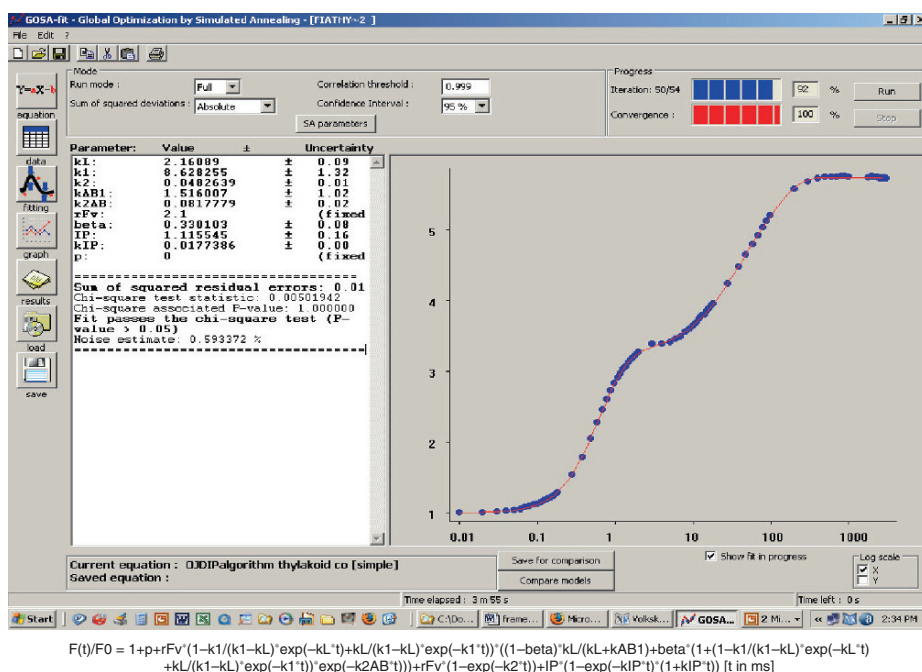 GOSA-fit - Global Optimization by Simulated Annealing - [FIATHY~2 ]
File Edit ?
Mode
Run mode : Full
Correlation threshold : 0.999
Sum of squared deviations : Absolute
Confidence Interval : 95 %
SA parameters
Progress
Iteration: 50/54 92 % Run
Convergence : 100 % Stop
Y=aX-b
equation
data
fitting
graph
results
load
save
Parameter: Value ± Uncertainty
kL: 2.16089 ± 0.09
k1: 8.628255 ± 1.32
k2: 0.0482639 ± 0.01
kAB1: 1.516007 ± 1.02
k2AB: 0.0817779 ± 0.02
rFv: 2.1 (fixed
beta: 0.330103 ± 0.08
IP: 1.115545 ± 0.16
kIP: 0.0177386 ± 0.00
p: 0 (fixed
Sum of squared residual errors: 0.01
Chi-square test statistic: 0.00501942
Chi-square associated P-value: 1.000000
Fit passes the chi-square test (P-
value > 0.05)
Noise estimate: 0.593372 %
5
4
3
2
1
0.01 0.1 1 10 100 1000
Current equation : OJDIPalgorithm thylakoid co [simple]
Saved equation :
Save for comparison
Compare models
Show fit in progress
Log scale
X
Y
Time elapsed : 3 m 55 s
Time left : 0 s
Start
C:\Do...
frame...
Micro...
Volksk...
GOSA...
2 Mi...
2:34 PM
F(t)/F0 = 1+p+rFv*(1-k1/(k1-kL)*exp(-kL*t)+kL/(k1-kL)*exp(-k1*t))*((1-beta)*kL/(kL+kAB1)+beta*(1+(1-k1/(k1-kL)*exp(-kL*t)
+kL/(k1-kL)*exp(-k1*t))*exp(-k2AB*t)))+rFv*(1-exp(-k2*t))+IP*(1-exp(-kIP*t)*(1+kIP*t)) [t in ms]